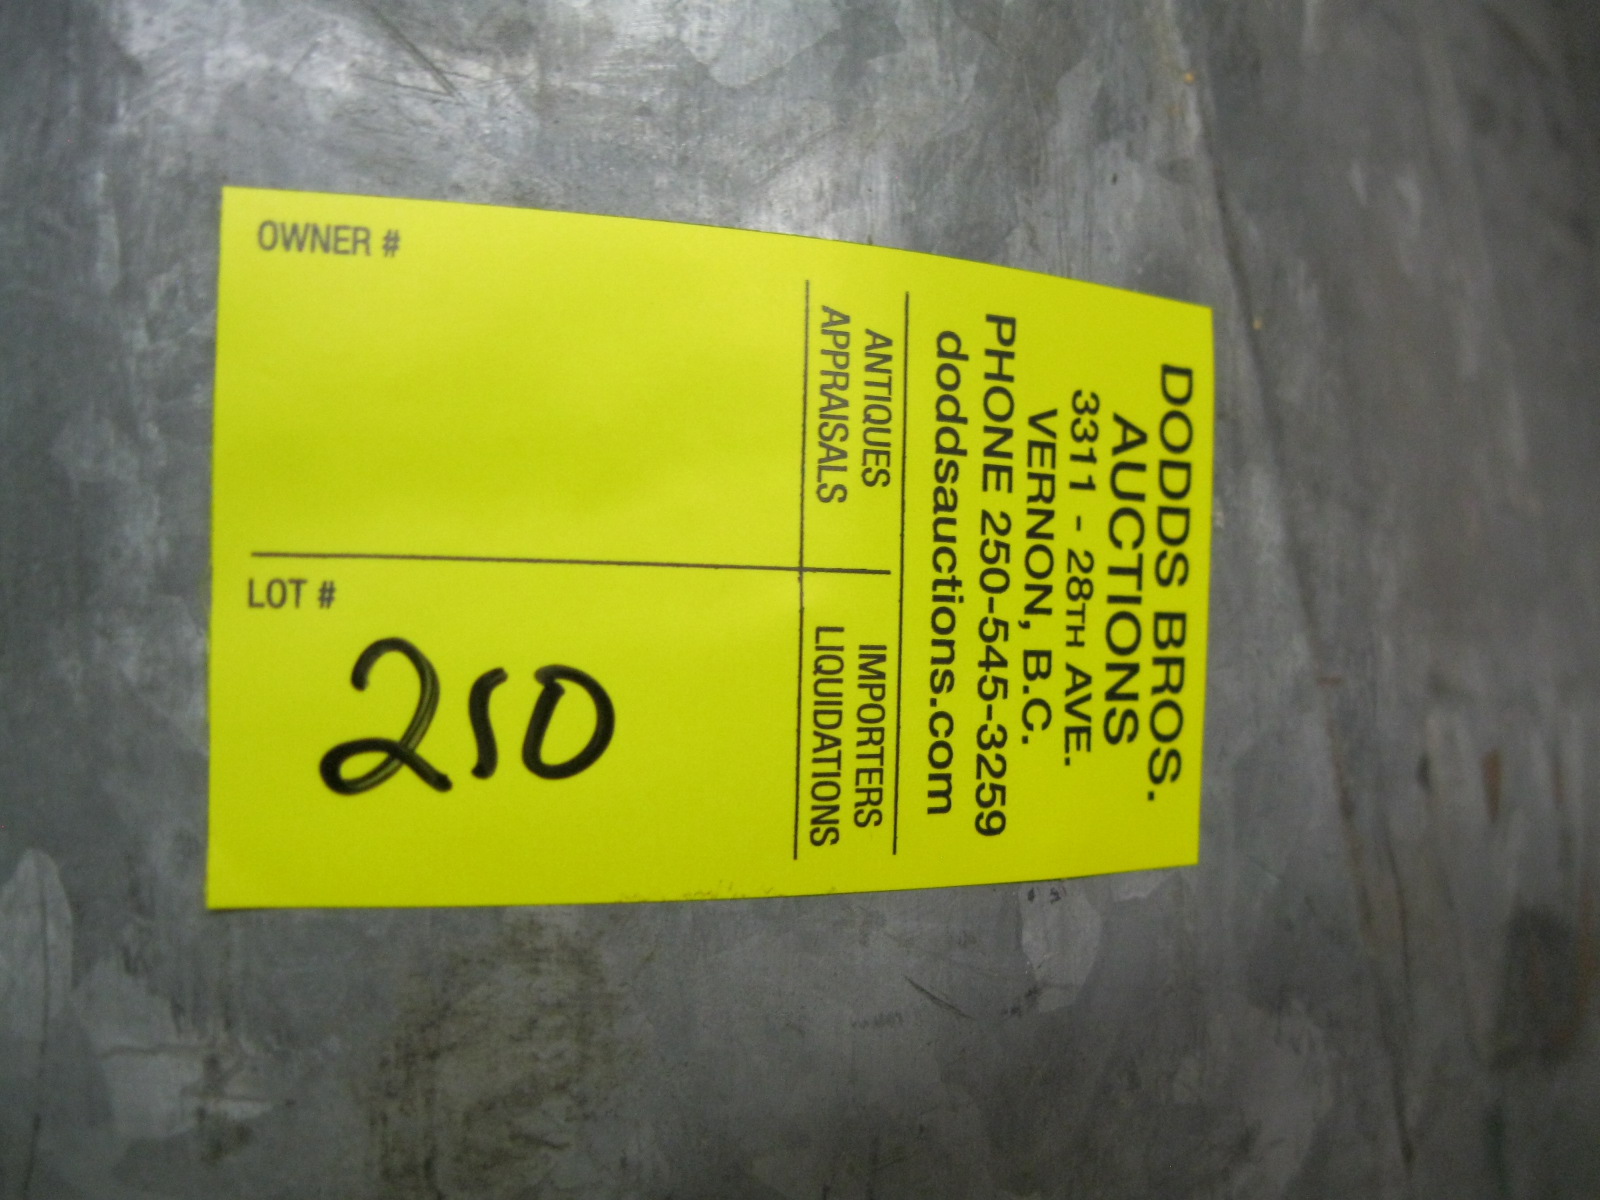 DODDS BROS.
AUCTIONS
3311 - 28TH AVE.
VERNON, B.C.
PHONE 250-545-3259
doddsauctions.com
ANTIQUES
APPRAISALS
IMPORTERS
LIQUIDATIONS
OWNER #
LOT #
250